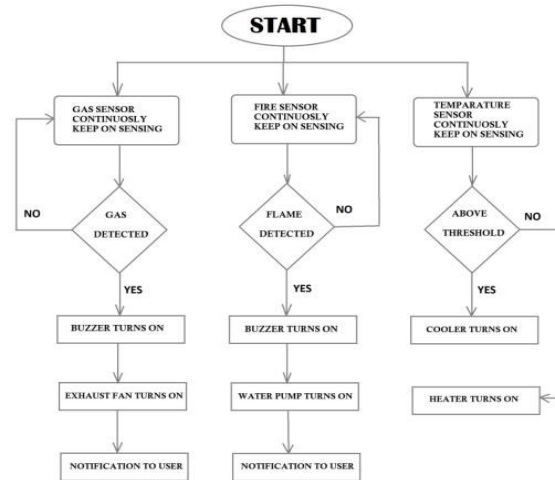 START
GAS SENSOR
CONTINUOSLY
KEEP ON SENSING
FIRE SENSOR
CONTINUOUSLY
KEEP ON SENSING
TEMPARATURE
SENSOR
CONTINUOSLY
KEEP ON SENSING
GAS
DETECTED
NO
YES
FLAME
DETECTED
NO
YES
ABOVE
THRESHOLD
NO
YES
BUZZER TURNS ON
BUZZER TURNS ON
COOLER TURNS ON
EXHAUST FAN TURNS ON
WATER PUMP TURNS ON
HEATER TURNS ON
NOTIFICATION TO USER
NOTIFICATION TO USER